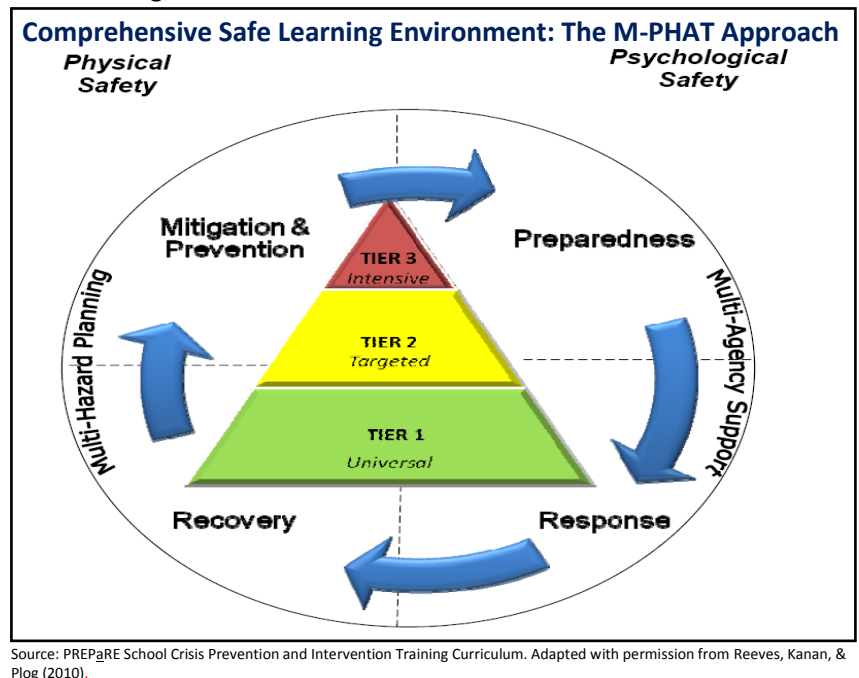 Comprehensive Safe Learning Environment: The M-PHAT Approach
Physical
Safety
Psychological
Safety
Mitigation &
Prevention
Preparedness
TIER 3
Intensive
Multi-Hazard Planning
Multi-Agency Support
TIER 2
Targeted
TIER 1
Universal
Recovery
Response
Source: PREPaRE School Crisis Prevention and Intervention Training Curriculum. Adapted with permission from Reeves, Kanan, &
Plog (2010).